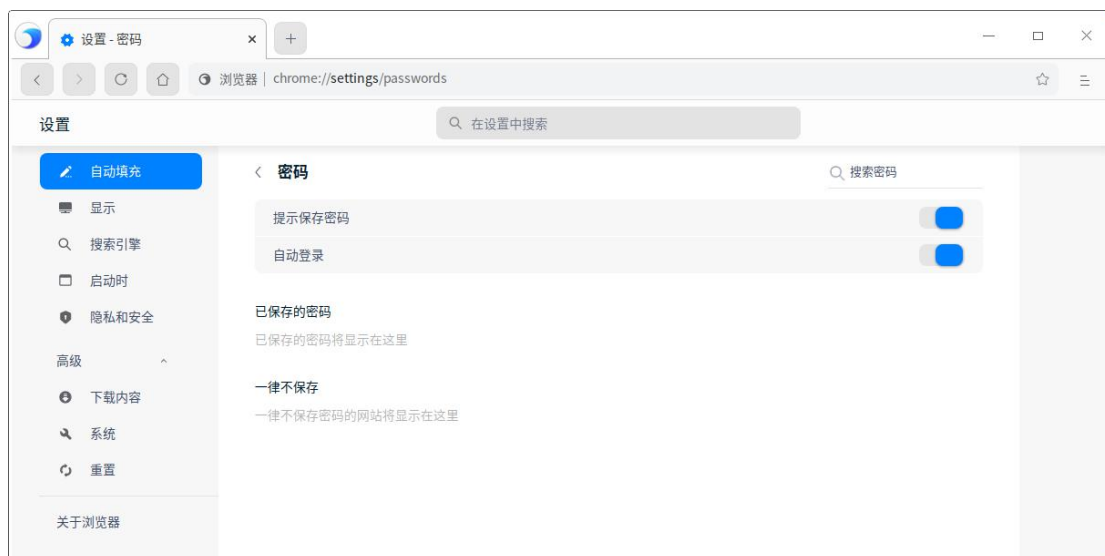 设置 - 密码
浏览器 | chrome://settings/passwords
设置
在设置中搜索
自动填充
显示
搜索引擎
启动时
隐私和安全
高级
下载内容
系统
重置
关于浏览器
密码
搜索密码
提示保存密码
自动登录
已保存的密码
已保存的密码将显示在这里
一律不保存
一律不保存密码的网站将显示在这里